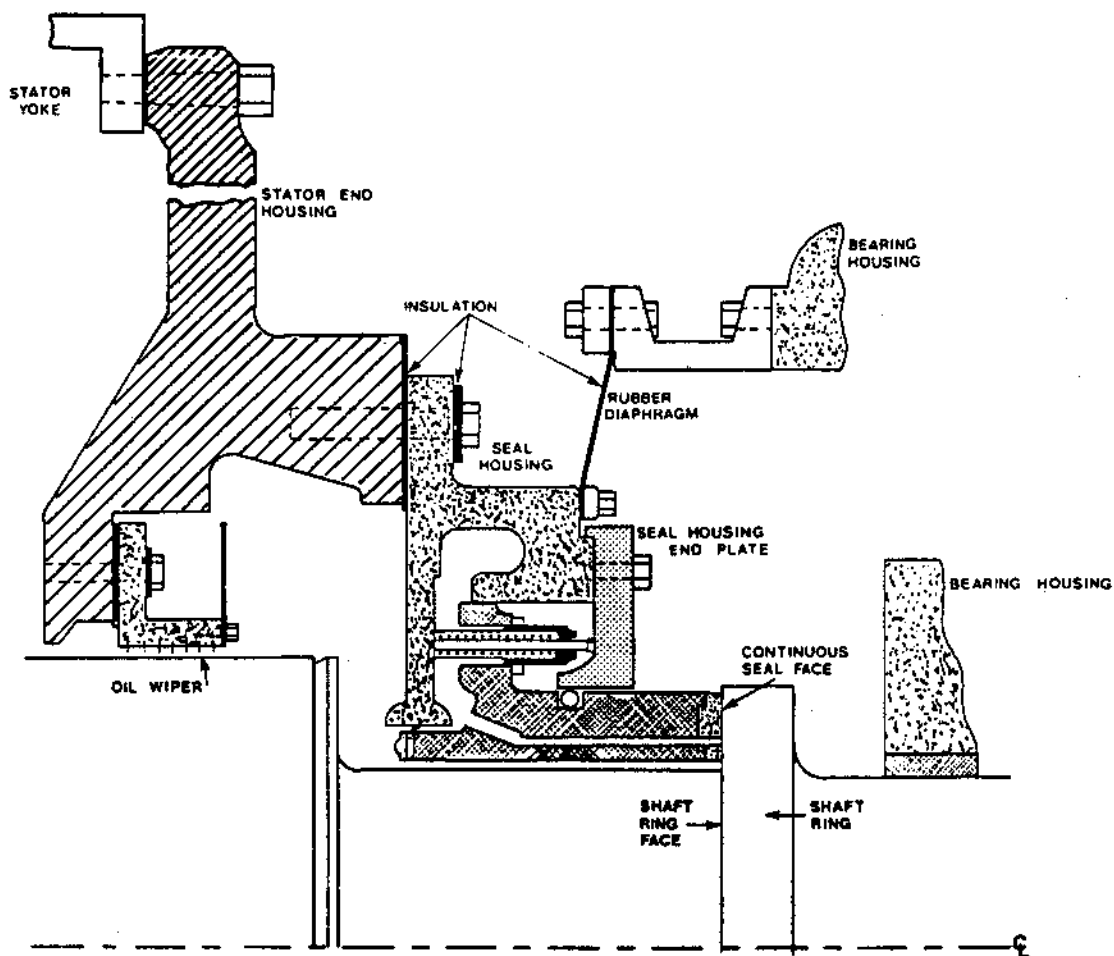 STATOR
YOKE
STATOR END
HOUSING
BEARING
HOUSING
INSULATION
RUBBER
DIAPHRAGM
SEAL
HOUSING
SEAL HOUSING
END PLATE
BEARING HOUSING
CONTINUOUS
SEAL FACE
OIL WIPER
SHAFT
RING
FACE
SHAFT
RING
℄